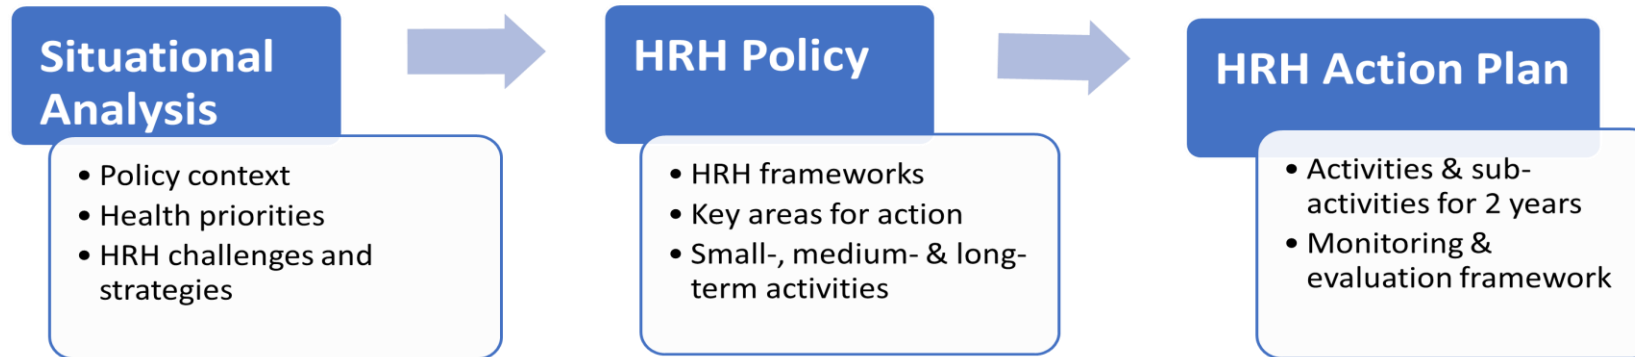 Situational
Analysis
• Policy context
• Health priorities
• HRH challenges and
strategies
HRH Policy
• HRH frameworks
• Key areas for action
• Small-, medium- & long-
term activities
HRH Action Plan
• Activities & sub-
activities for 2 years
• Monitoring &
evaluation framework